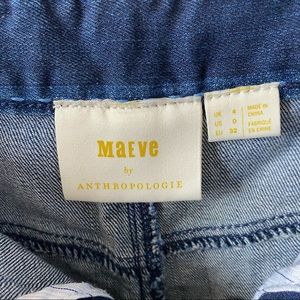 MAEVE
by
ANTHROPOLOGIE
UK 4
US 0
EU 32
MADE IN
CHINA
FABRIQUÉ
EN CHINE